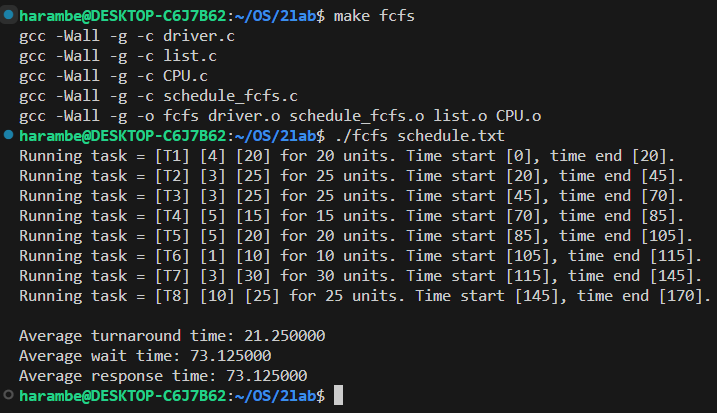 harambe@DESKTOP-C6J7B62:~/OS/2lab$ make fcfs
gcc -Wall -g -c driver.c
gcc -Wall -g -c list.c
gcc -Wall -g -c CPU.c
gcc -Wall -g -c schedule_fcfs.c
gcc -Wall -g -o fcfs driver.o schedule_fcfs.o list.o CPU.o
harambe@DESKTOP-C6J7B62:~/OS/2lab$ ./fcfs schedule.txt
Running task = [T1] [4] [20] for 20 units. Time start [0], time end [20].
Running task = [T2] [3] [25] for 25 units. Time start [20], time end [45].
Running task = [T3] [3] [25] for 25 units. Time start [45], time end [70].
Running task = [T4] [5] [15] for 15 units. Time start [70], time end [85].
Running task = [T5] [5] [20] for 20 units. Time start [85], time end [105].
Running task = [T6] [1] [10] for 10 units. Time start [105], time end [115].
Running task = [T7] [3] [30] for 30 units. Time start [115], time end [145].
Running task = [T8] [10] [25] for 25 units. Time start [145], time end [170].
Average turnaround time: 21.250000
Average wait time: 73.125000
Average response time: 73.125000
harambe@DESKTOP-C6J7B62:~/OS/2lab$